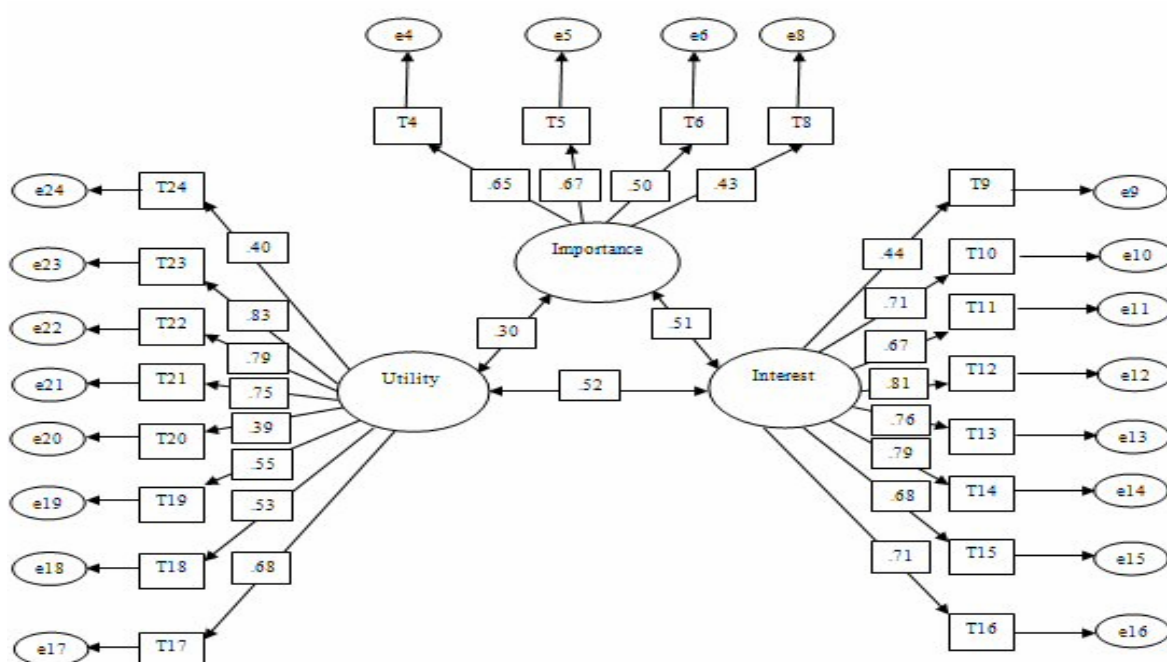 e4 e5 e6 e8
T4 T5 T6 T8
.65 .67 .50 .43
Importance
.30 .51
.52
Utility
Interest
e24 T24 .40
e23 T23 .83
e22 T22 .79
e21 T21 .75
e20 T20 .39
e19 T19 .55
e18 T18 .53
e17 T17 .68
.44 T9 e9
.71 T10 e10
.67 T11 e11
.81 T12 e12
.76 T13 e13
.79 T14 e14
.68 T15 e15
.71 T16 e16